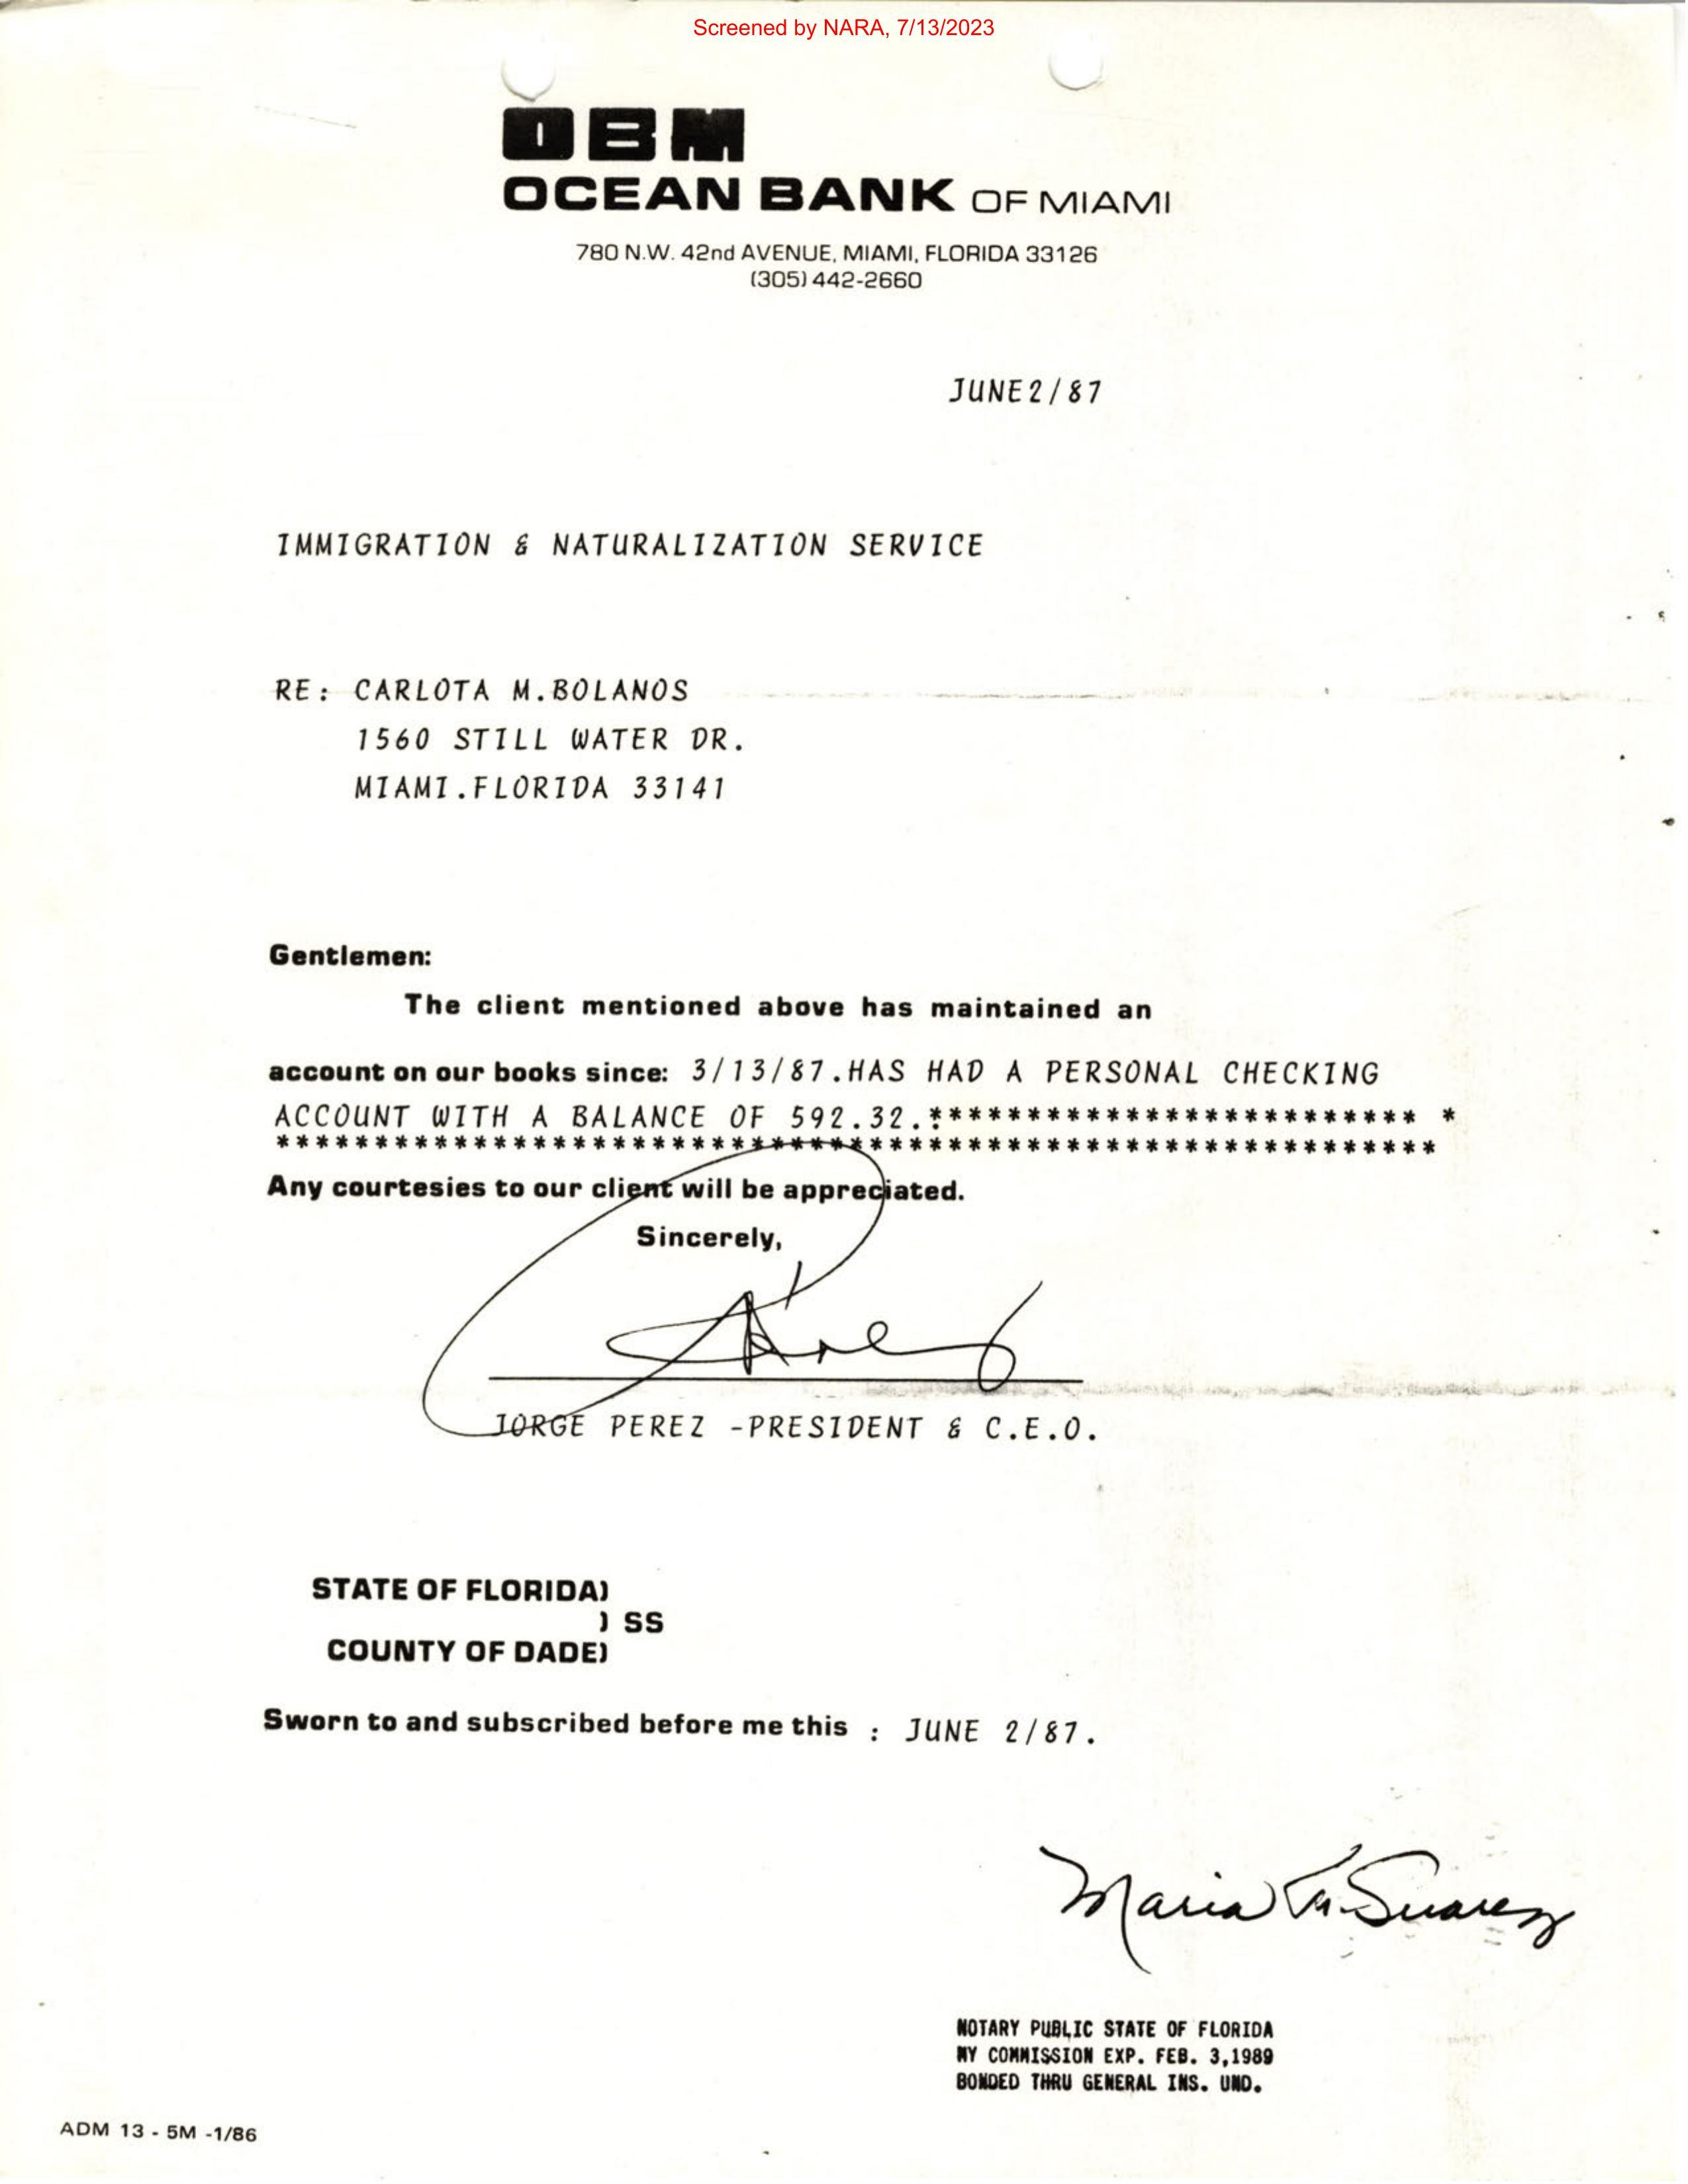 Screened by NARA, 7/13/2023
OBM
OCEAN BANK OF MIAMI
780 N.W. 42nd AVENUE, MIAMI, FLORIDA 33126
(305) 442-2660
JUNE2/87
IMMIGRATION & NATURALIZATION SERVICE
RE: CARLOTA M.BOLANOS
1560 STILL WATER DR.
MIAMI.FLORIDA 33141
Gentlemen:
The client mentioned above has maintained an
account on our books since: 3/13/87.HAS HAD A PERSONAL CHECKING
ACCOUNT WITH A BALANCE OF 592.32.:************************ *
***********************************************************
Any courtesies to our client will be appreciated.
Sincerely,
JORGE PEREZ -PRESIDENT & C.E.O.
STATE OF FLORIDA)
) SS
COUNTY OF DADE)
Sworn to and subscribed before me this : JUNE 2/87.
Maria M. Suarez
NOTARY PUBLIC STATE OF FLORIDA
MY COMMISSION EXP. FEB. 3,1989
BONDED THRU GENERAL INS. UND.
ADM 13 - 5M -1/86